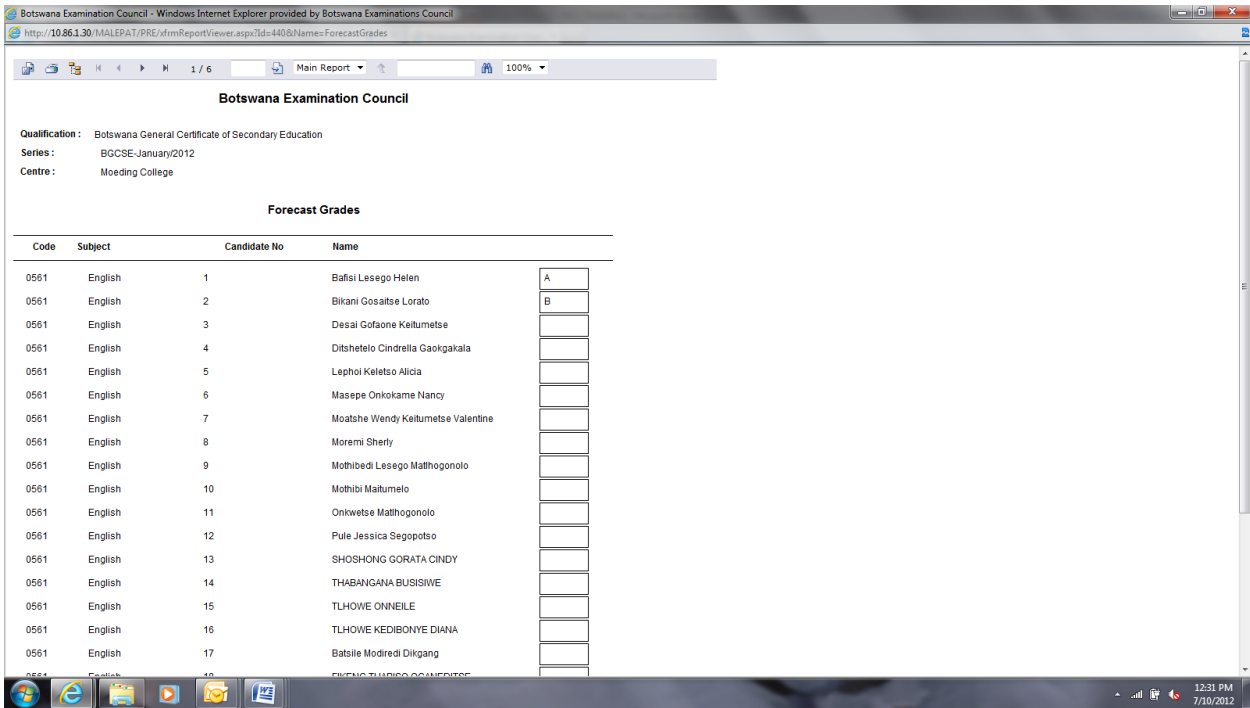 Botswana Examination Council - Windows Internet Explorer provided by Botswana Examinations Council
http://10.86.1.30/MALEPAT/PRE/xfrmReportViewer.aspx?Id=440&Name=ForecastGrades
1 / 6 Main Report 100%
Botswana Examination Council
Qualification : Botswana General Certificate of Secondary Education
Series : BGCSE-January/2012
Centre : Moeding College
Forecast Grades
Code Subject Candidate No Name
0561 English 1 Bafisi Lesego Helen A
0561 English 2 Bikani Gosaitse Lorato B
0561 English 3 Desai Gofaone Keitumetse
0561 English 4 Ditshetelo Cindrella Gaokgakala
0561 English 5 Lephoi Keletso Alicia
0561 English 6 Masepe Onkokame Nancy
0561 English 7 Moatshe Wendy Keitumetse Valentine
0561 English 8 Moremi Sherly
0561 English 9 Mothibedi Lesego Matlhogonolo
0561 English 10 Mothibi Maitumelo
0561 English 11 Onkwetse Matlhogonolo
0561 English 12 Pule Jessica Segopotso
0561 English 13 SHOSHONG GORATA CINDY
0561 English 14 THABANGANA BUSISIWE
0561 English 15 TLHOWE ONNEILE
0561 English 16 TLHOWE KEDIBONYE DIANA
0561 English 17 Batsile Modiredi Dikgang
0561 English 18
12:31 PM
7/10/2012